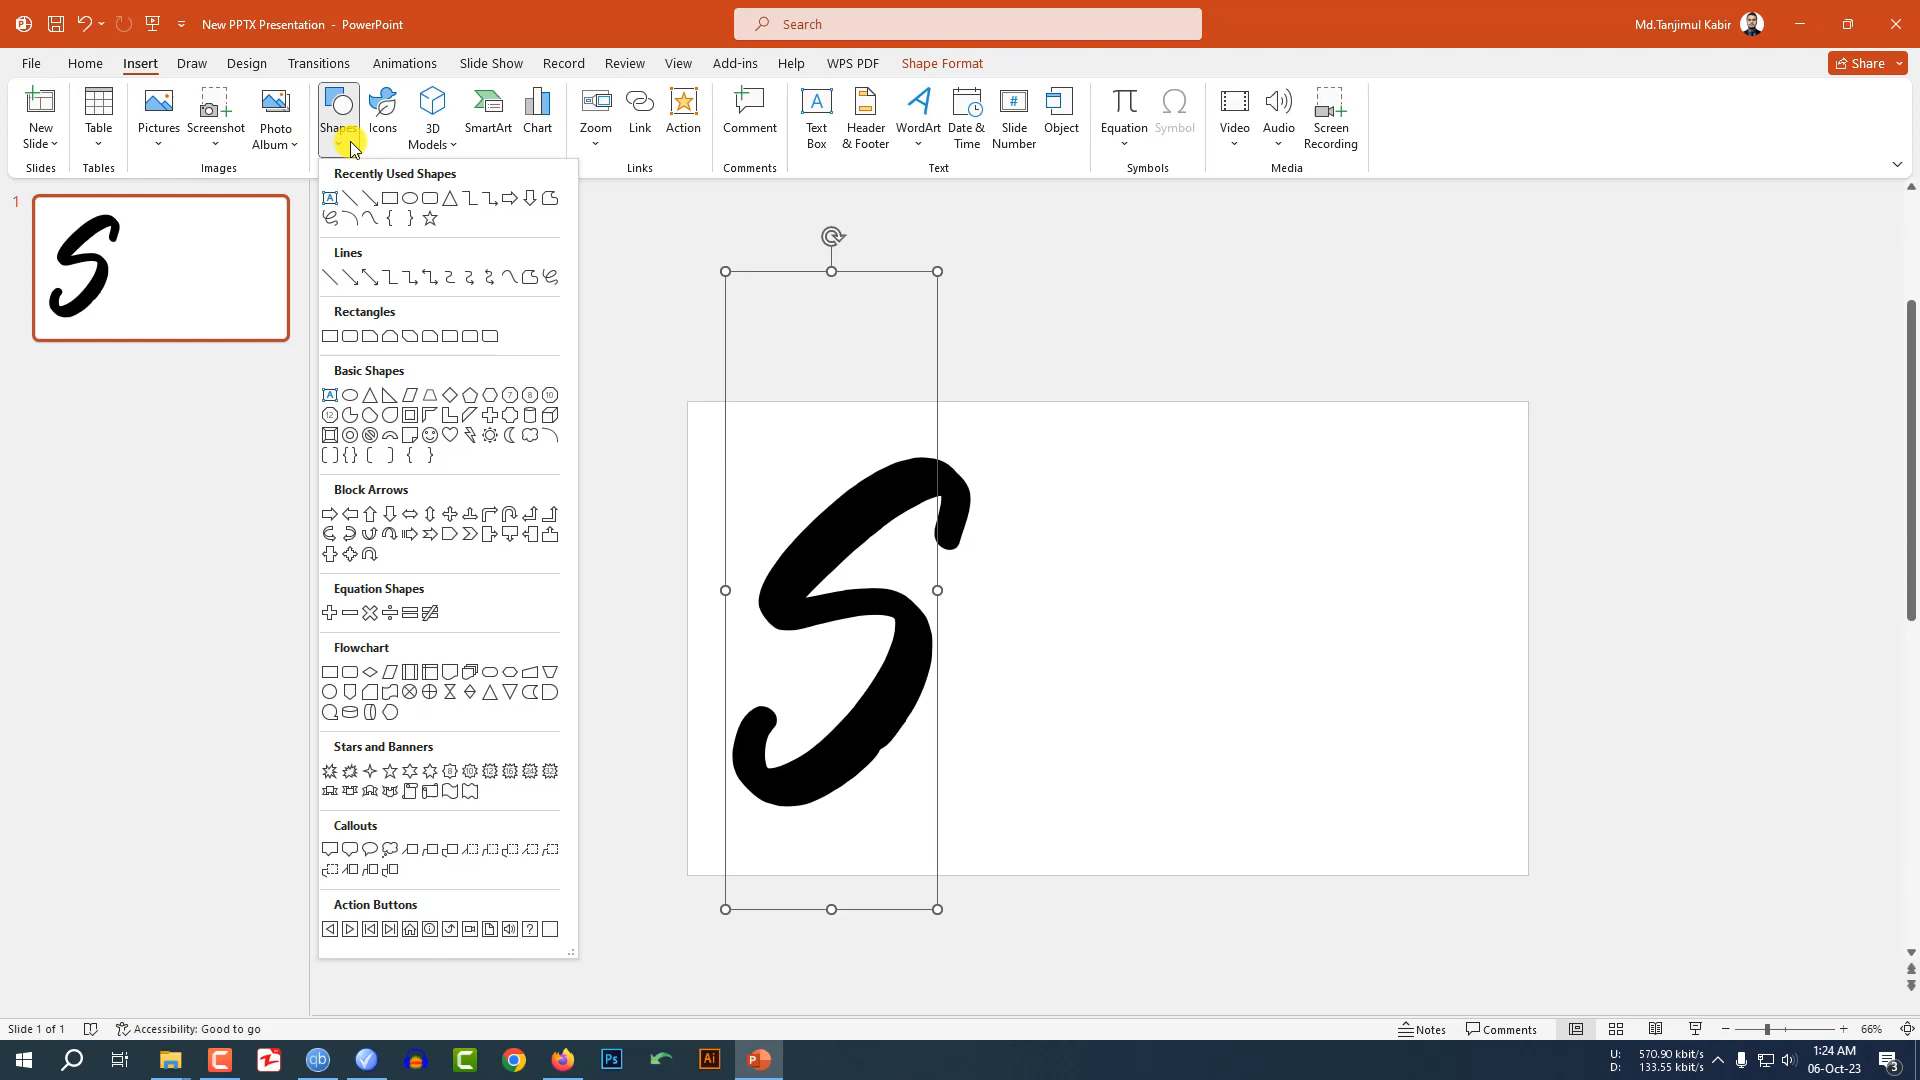 New PPTX Presentation - PowerPoint
Search
Md.Tanjimul Kabir
File Home Insert Draw Design Transitions Animations Slide Show Record Review View Add-ins Help WPS PDF Shape Format
Share
New Slide
Table
Pictures
Screenshot
Photo Album
Shapes
Icons
3D Models
SmartArt
Chart
Zoom
Link
Action
Comment
Text Box
Header & Footer
WordArt
Date & Time
Slide Number
Object
Equation
Symbol
Video
Audio
Screen Recording
Slides Tables Images Links Comments Text Symbols Media
Recently Used Shapes
Lines
Rectangles
Basic Shapes
Block Arrows
Equation Shapes
Flowchart
Stars and Banners
Callouts
Action Buttons
1
S
S
Slide 1 of 1
Accessibility: Good to go
Notes
Comments
66%
U: 570.90 kbit/s
D: 133.55 kbit/s
1:24 AM
06-Oct-23
3